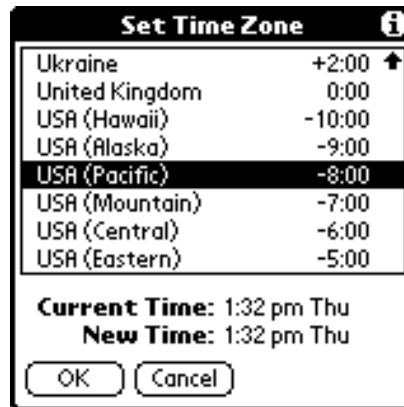 Set Time Zone i
Ukraine +2:00
United Kingdom 0:00
USA (Hawaii) -10:00
USA (Alaska) -9:00
USA (Pacific) -8:00
USA (Mountain) -7:00
USA (Central) -6:00
USA (Eastern) -5:00
Current Time: 1:32 pm Thu
New Time: 1:32 pm Thu
OK Cancel